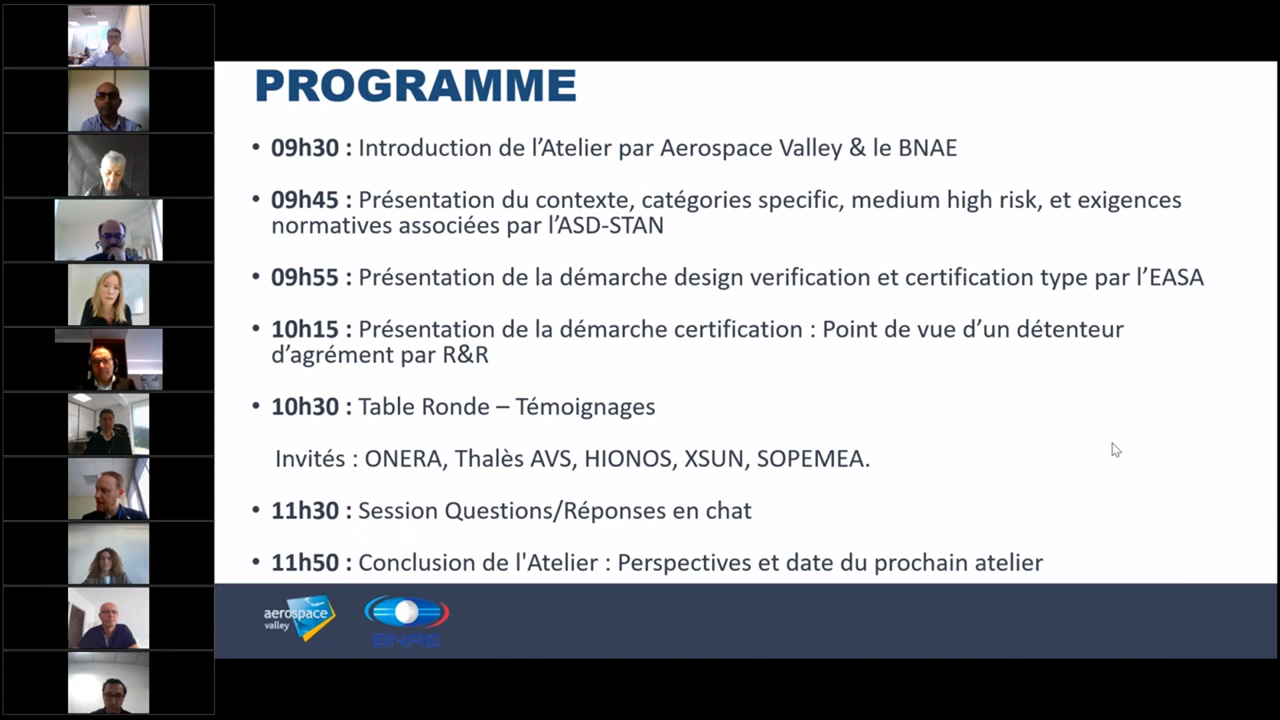 PROGRAMME
• 09h30 : Introduction de l’Atelier par Aerospace Valley & le BNAE
• 09h45 : Présentation du contexte, catégories specific, medium high risk, et exigences
normatives associées par l’ASD-STAN
• 09h55 : Présentation de la démarche design verification et certification type par l’EASA
• 10h15 : Présentation de la démarche certification : Point de vue d’un détenteur
d’agrément par R&R
• 10h30 : Table Ronde – Témoignages
Invités : ONERA, Thalès AVS, HIONOS, XSUN, SOPEMEA.
• 11h30 : Session Questions/Réponses en chat
• 11h50 : Conclusion de l'Atelier : Perspectives et date du prochain atelier
aerospace
valley
BNAE